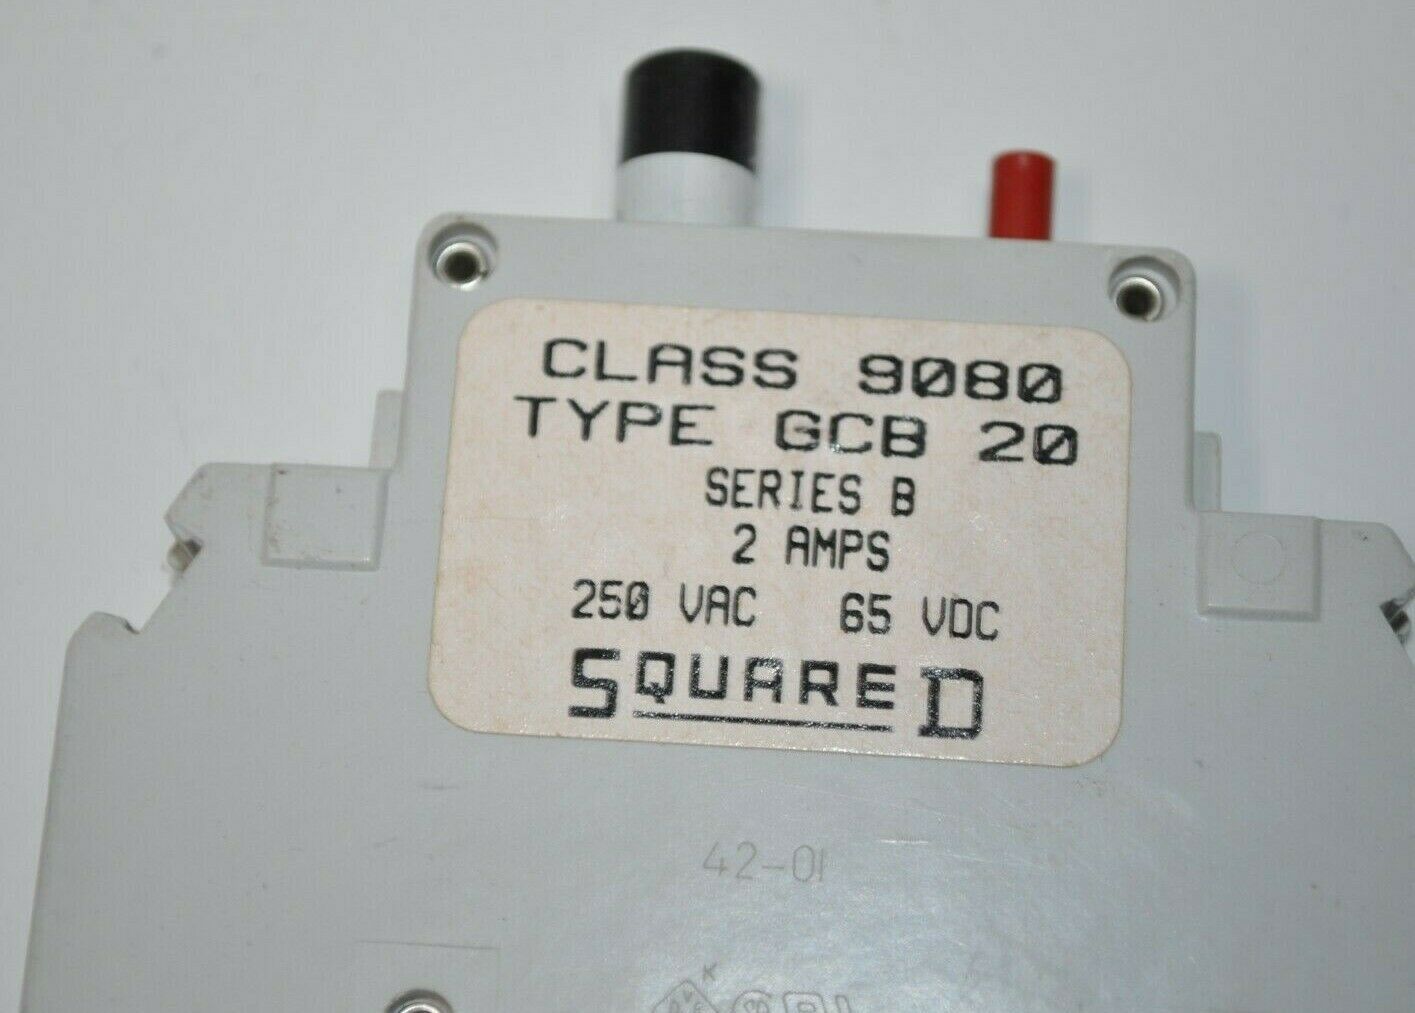 CLASS 9080
TYPE GCB 20
SERIES B
2 AMPS
250 VAC 65 VDC
SQUARE D
42-01
K